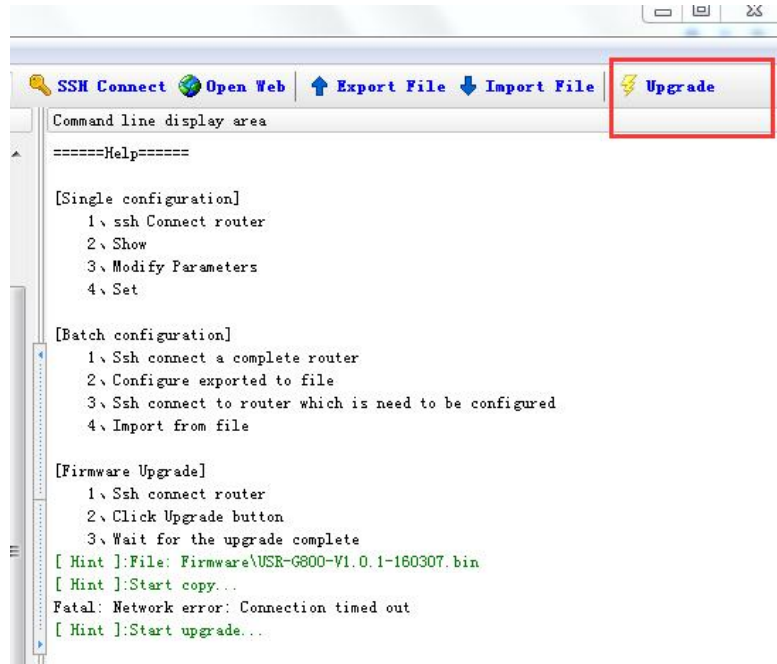 SSH Connect Open Web Export File Import File Upgrade
Command line display area
======Help======
[Single configuration]
1、ssh Connect router
2、Show
3、Modify Parameters
4、Set
[Batch configuration]
1、Ssh connect a complete router
2、Configure exported to file
3、Ssh connect to router which is need to be configured
4、Import from file
[Firmware Upgrade]
1、Ssh connect router
2、Click Upgrade button
3、Wait for the upgrade complete
[ Hint ]:File: Firmware\USR-G800-V1.0.1-160307.bin
[ Hint ]:Start copy...
Fatal: Network error: Connection timed out
[ Hint ]:Start upgrade...